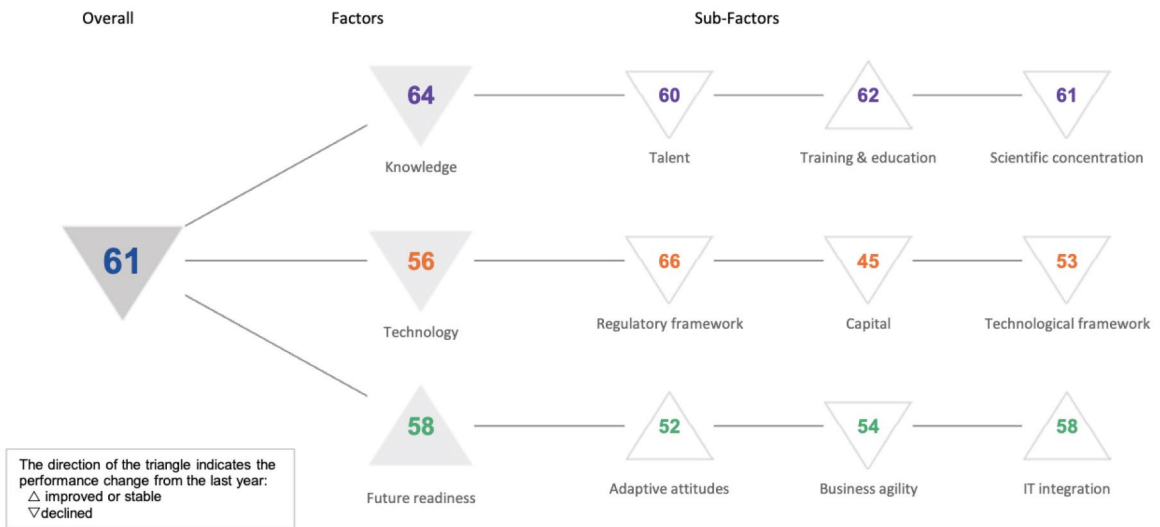 Overall Factors Sub-Factors
64 60 62 61
Knowledge Talent Training & education Scientific concentration
61 56 66 45 53
Technology Regulatory framework Capital Technological framework
58 52 54 58
Future readiness Adaptive attitudes Business agility IT integration
The direction of the triangle indicates the
performance change from the last year:
△ improved or stable
▽declined